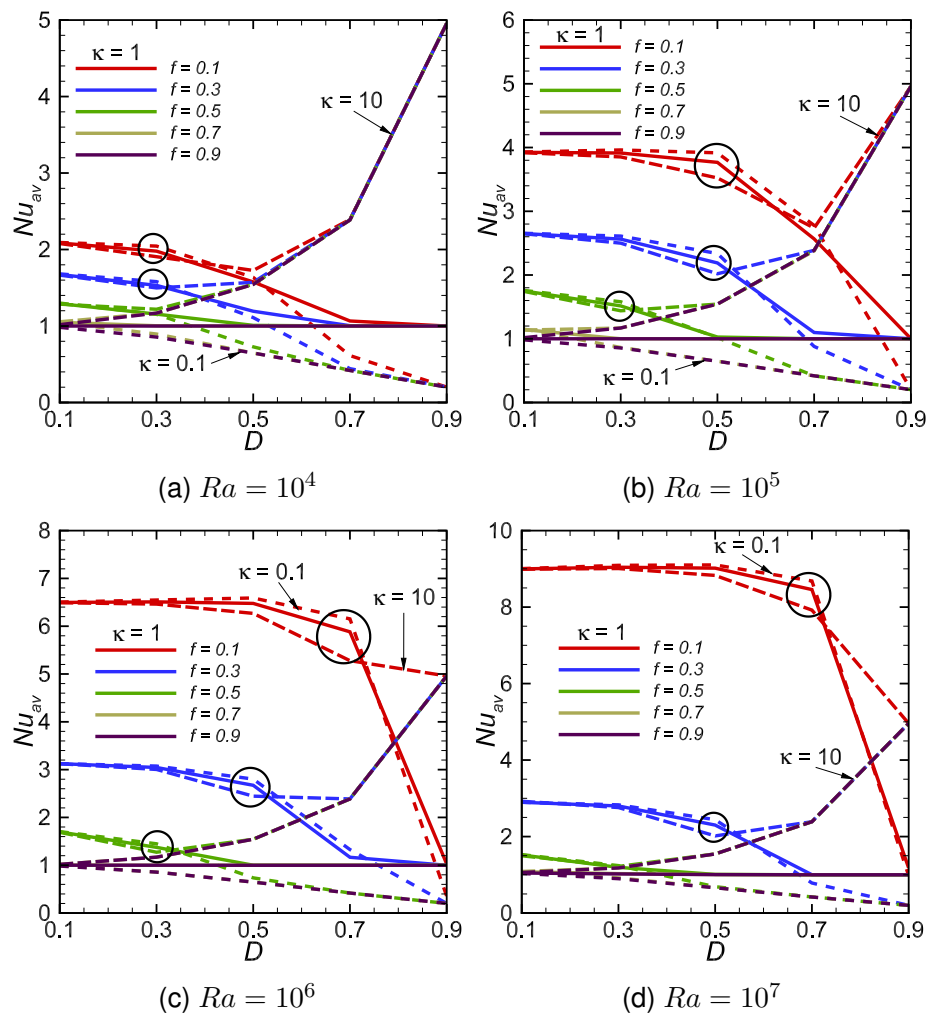 5
4
3
2
1
0
Nu_av
κ = 1
f = 0.1
f = 0.3
f = 0.5
f = 0.7
f = 0.9
κ = 10
κ = 0.1
0.1 0.3 0.5 0.7 0.9
D
(a) Ra = 10^4
6
5
4
3
2
1
0
Nu_av
κ = 1
f = 0.1
f = 0.3
f = 0.5
f = 0.7
f = 0.9
κ = 10
κ = 0.1
0.1 0.3 0.5 0.7 0.9
D
(b) Ra = 10^5
8
7
6
5
4
3
2
1
0
Nu_av
κ = 0.1
κ = 10
κ = 1
f = 0.1
f = 0.3
f = 0.5
f = 0.7
f = 0.9
0.1 0.3 0.5 0.7 0.9
D
(c) Ra = 10^6
10
8
6
4
2
0
Nu_av
κ = 0.1
κ = 1
f = 0.1
f = 0.3
f = 0.5
f = 0.7
f = 0.9
κ = 10
0.1 0.3 0.5 0.7 0.9
D
(d) Ra = 10^7